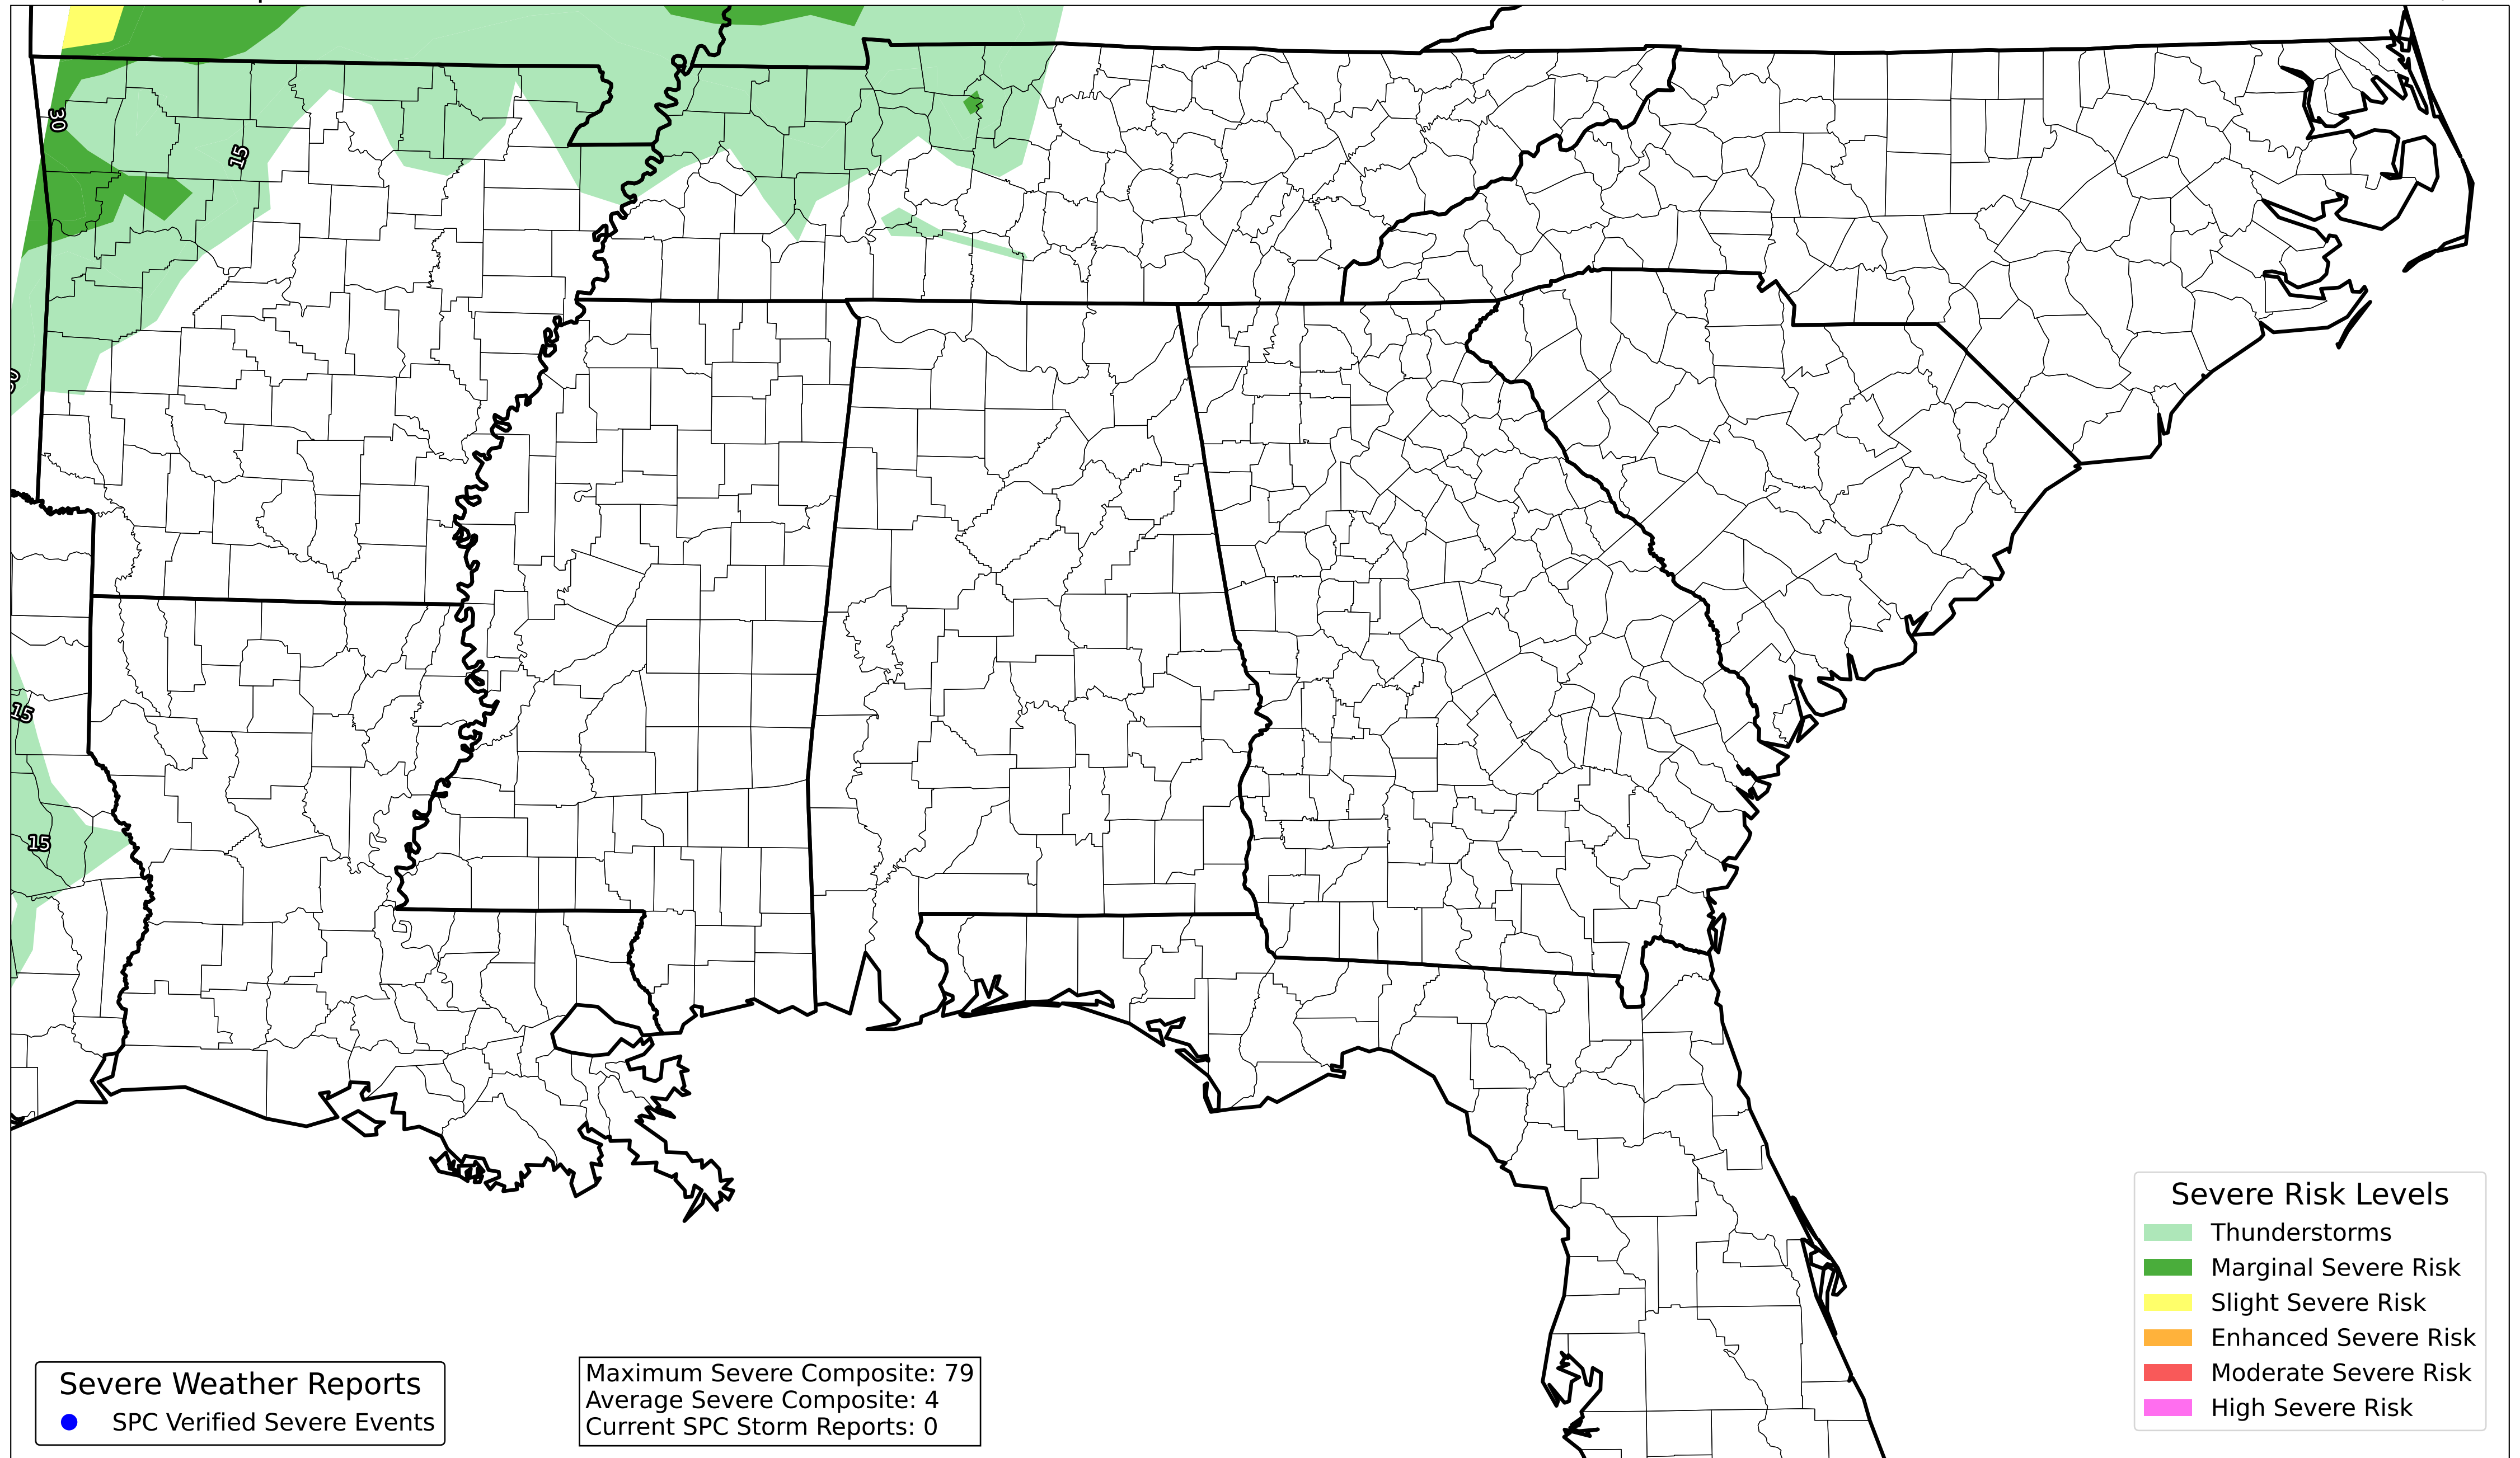 30
15
15
15
Severe Risk Levels
Thunderstorms
Marginal Severe Risk
Slight Severe Risk
Enhanced Severe Risk
Moderate Severe Risk
High Severe Risk
Severe Weather Reports
SPC Verified Severe Events
Maximum Severe Composite: 79
Average Severe Composite: 4
Current SPC Storm Reports: 0